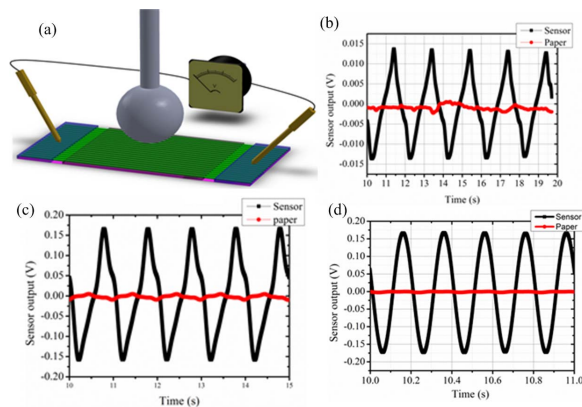 (a)
(b)
Sensor
Paper
Sensor output (V)
0.015
0.010
0.005
0.000
-0.005
-0.010
-0.015
10 11 12 13 14 15 16 17 18 19 20
Time (s)
(c)
Sensor
paper
Sensor output (V)
0.20
0.15
0.10
0.05
0.00
-0.05
-0.10
-0.15
-0.20
10 11 12 13 14 15
Time (s)
(d)
Sensor
Paper
Sensor output (V)
0.20
0.15
0.10
0.05
0.00
-0.05
-0.10
-0.15
-0.20
10.0 10.2 10.4 10.6 10.8 11.0
Time (s)